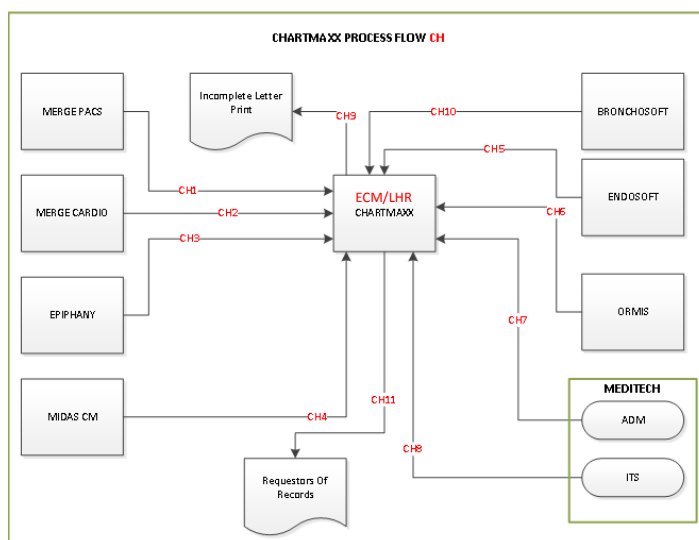 CHARTMAXX PROCESS FLOW CH
MERGE PACS
Incomplete Letter
Print
CH9
CH10
BRONCHOSOFT
CH5
CH1
ECM/LHR
CHARTMAXX
ENDOSOFT
MERGE CARDIO
CH2
CH6
CH3
EPIPHANY
ORMIS
CH7
MEDITECH
MIDAS CM
CH4
CH11
ADM
CH8
Requestors Of
Records
ITS